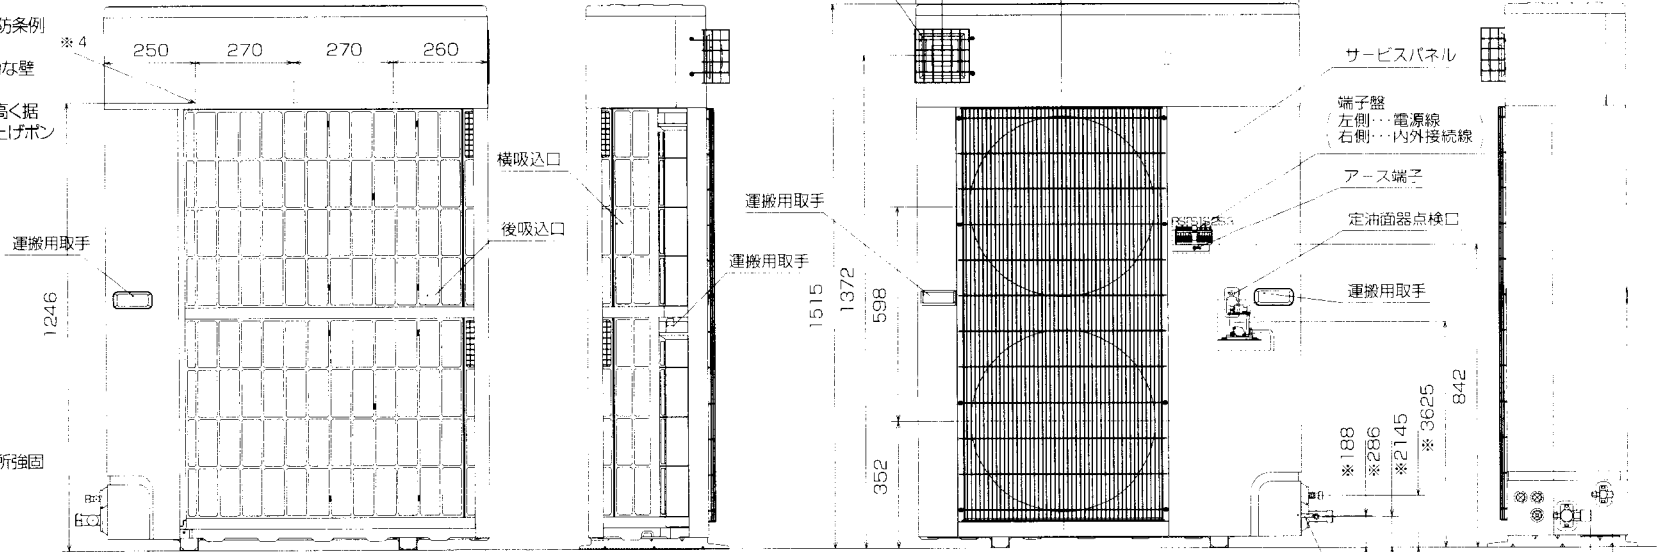 防条例
※4
な壁
高く据
上げポン
250
270
270
260
運搬用取手
1246
所強固
横吸込口
後吸込口
運搬用取手
運搬用取手
1515
1372
598
352
サービスパネル
端子盤
左側…電源線
右側…内外接続線
アース端子
定油面器点検口
運搬用取手
842
※3625
※2145
※286
※188